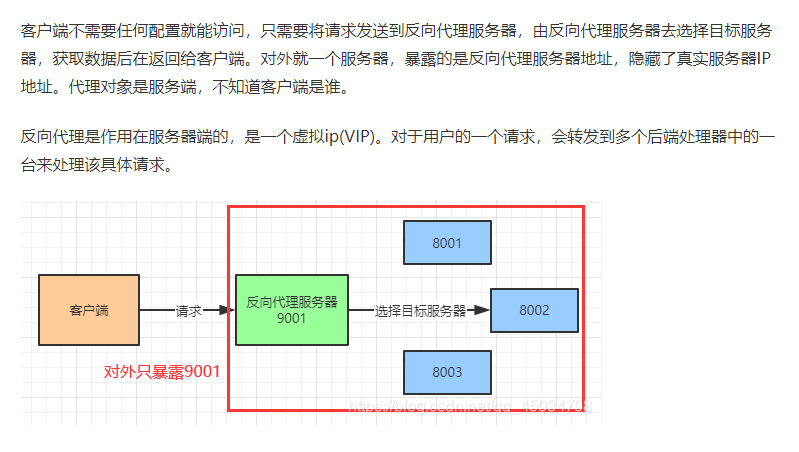 客户端不需要任何配置就能访问，只需要将请求发送到反向代理服务器，由反向代理服务器去选择目标服务
器，获取数据后在返回给客户端。对外就一个服务器，暴露的是反向代理服务器地址，隐藏了真实服务器IP
地址。代理对象是服务端，不知道客户端是谁。
反向代理是作用在服务器端的，是一个虚拟ip(VIP)。对于用户的一个请求，会转发到多个后端处理器中的一
台来处理该具体请求。
8001
客户端
请求
反向代理服务器
9001
选择目标服务器
8002
对外只暴露9001
8003
https://blog.csdn.net/qq_45034708